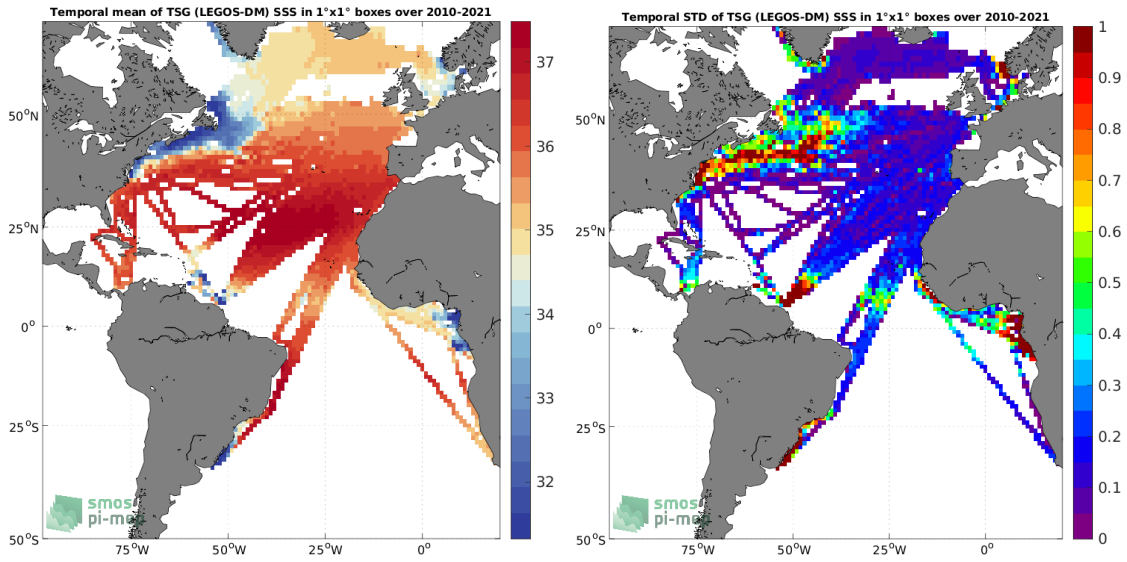 Temporal mean of TSG (LEGOS-DM) SSS in 1°x1° boxes over 2010-2021
50°N
25°N
0°
25°S
50°S
75°W
50°W
25°W
0°
37
36
35
34
33
32
smos
pi-mep
Temporal STD of TSG (LEGOS-DM) SSS in 1°x1° boxes over 2010-2021
50°N
25°N
0°
25°S
50°S
75°W
50°W
25°W
0°
1
0.9
0.8
0.7
0.6
0.5
0.4
0.3
0.2
0.1
0
smos
pi-mep